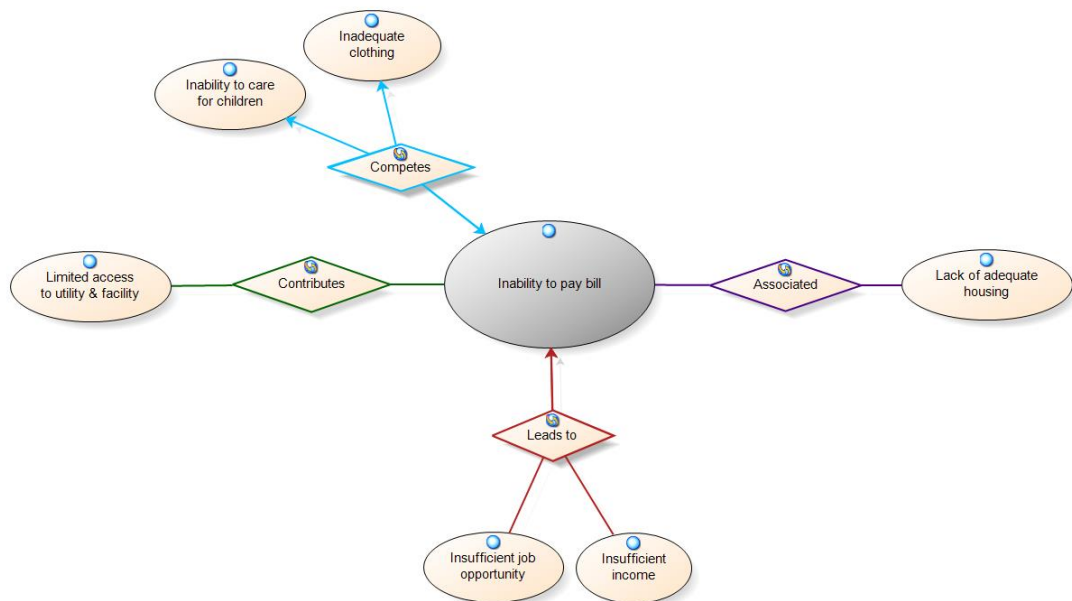 Inadequate
clothing
Inability to care
for children
Competes
Limited access
to utility & facility
Contributes
Inability to pay bill
Associated
Lack of adequate
housing
Leads to
Insufficient job
opportunity
Insufficient
income